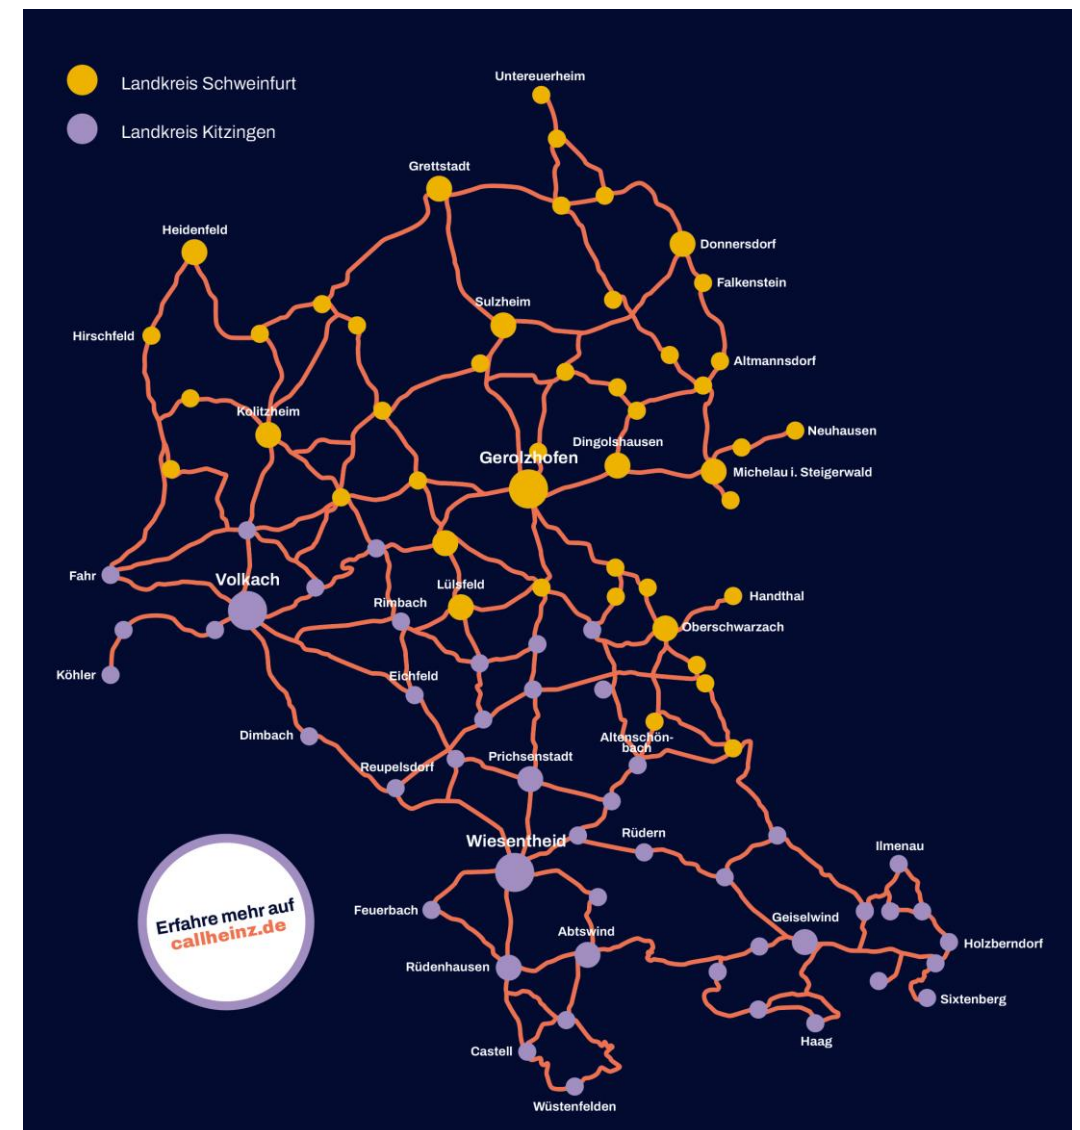 Landkreis Schweinfurt
Landkreis Kitzingen
Untereuerheim
Grettstadt
Heidenfeld
Donnersdorf
Falkenstein
Sulzheim
Hirschfeld
Altmannsdorf
Kolitzheim
Neuhausen
Dingolshausen
Gerolzhofen
Michelau i. Steigerwald
Fahr
Volkach
Lülsfeld
Handthal
Rimbach
Oberschwarzach
Köhler
Eichfeld
Dimbach
Altenschön-
bach
Prichsenstadt
Reupelsdorf
Rüdern
Wiesentheid
Ilmenau
Erfahre mehr auf
callheinz.de
Feuerbach
Geiselwind
Abtswind
Holzberndorf
Rüdenhausen
Sixtenberg
Haag
Castell
Wüstenfelden